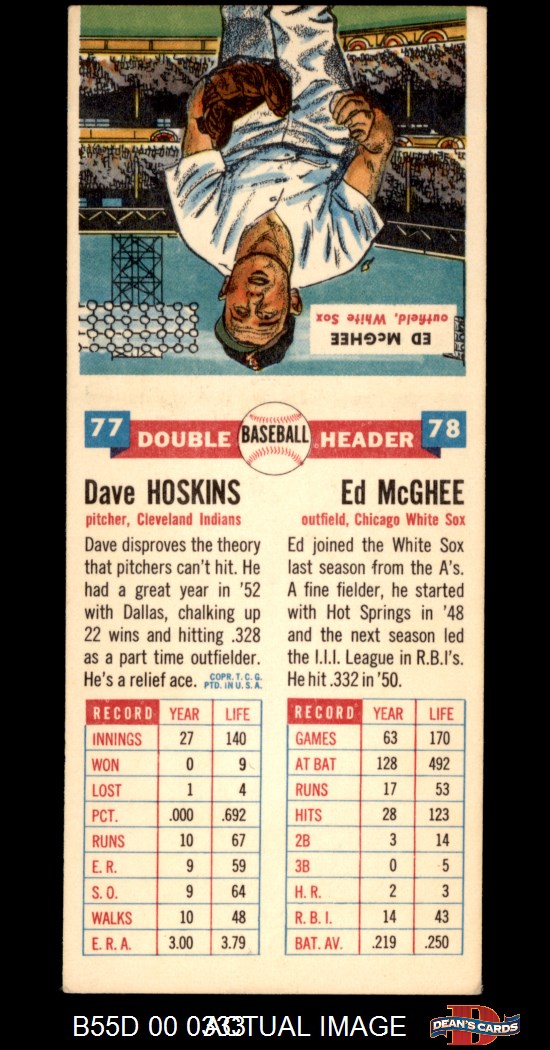 ED McGHEE
outfield, White Sox
77 DOUBLE BASEBALL HEADER 78
Dave HOSKINS
pitcher, Cleveland Indians
Dave disproves the theory
that pitchers can't hit. He
had a great year in '52
with Dallas, chalking up
22 wins and hitting .328
as a part time outfielder.
He's a relief ace. COPR. T. C. G.
PTD. IN U. S. A.
RECORD YEAR LIFE
INNINGS 27 140
WON 0 9
LOST 1 4
PCT. .000 .692
RUNS 10 67
E. R. 9 59
S. O. 9 64
WALKS 10 48
E. R. A. 3.00 3.79
Ed McGHEE
outfield, Chicago White Sox
Ed joined the White Sox
last season from the A's.
A fine fielder, he started
with Hot Springs in '48
and the next season led
the I.I.I. League in R.B.I's.
He hit .332 in '50.
RECORD YEAR LIFE
GAMES 63 170
AT BAT 128 492
RUNS 17 53
HITS 28 123
2B 3 14
3B 0 5
H. R. 2 3
R. B. I. 14 43
BAT. AV. .219 .250
B55D 00 0333 ACTUAL IMAGE
D
DEAN'S CARDS